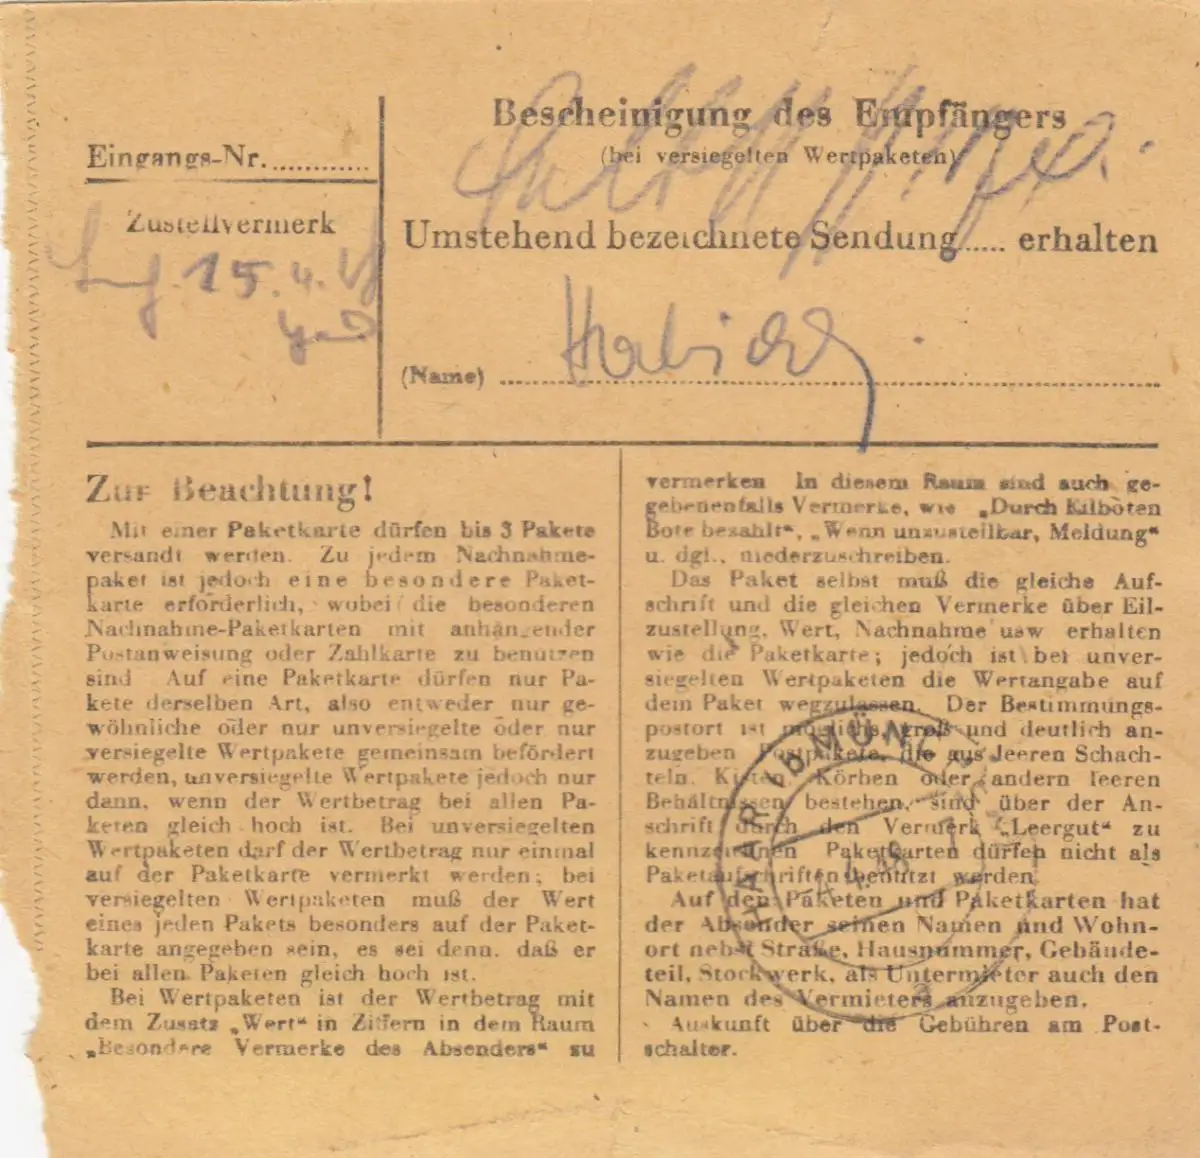 Eingangs-Nr. ............
Zustellvermerk
15.4.48
Bescheinigung des Empfängers
(bei versiegelten Wertpaketen)
Umstehend bezeichnete Sendung...... erhalten
(Name)
Zur Beachtung!
Mit einer Paketkarte dürfen bis 3 Pakete
versandt werden. Zu jedem Nachnahme-
paket ist jedoch eine besondere Paket-
karte erforderlich, wobei die besonderen
Nachnahme-Paketkarten mit anhängender
Postanweisung oder Zahlkarte zu benutzen
sind Auf eine Paketkarte dürfen nur Pa-
kete derselben Art, also entweder nur ge-
wöhnliche oder nur unversiegelte oder nur
versiegelte Wertpakete gemeinsam befördert
werden, unversiegelte Wertpakete jedoch nur
dann, wenn der Wertbetrag bei allen Pa-
keten gleich hoch ist. Bei unversiegelten
Wertpaketen darf der Wertbetrag nur einmal
auf der Paketkarte vermerkt werden; bei
versiegelten Wertpaketen muß der Wert
eines jeden Pakets besonders auf der Paket-
karte angegeben sein, es sei denn. daß er
bei allen Paketen gleich hoch ist.
Bei Wertpaketen ist der Wertbetrag mit
dem Zusatz „Wert“ in Ziffern in dem Raum
„Besondere Vermerke des Absenders“ zu
vermerken In diesem Raum sind auch ge-
gebenenfalls Vermerke, wie „Durch Eilboten
Bote bezahlt“, „Wenn unzustellbar, Meldung“
u. dgl., niederzuschreiben.
Das Paket selbst muß die gleiche Auf-
schrift und die gleichen Vermerke über Eil-
zustellung, Wert, Nachnahme usw erhalten
wie die Paketkarte; jedoch ist bei unver-
siegelten Wertpaketen die Wertangabe auf
dem Paket wegzulassen. Der Bestimmungs-
postort ist möglichst groß und deutlich an-
zugeben Postpakete, die aus leeren Schach-
teln. Kisten, Körben oder andern leeren
Behältnissen bestehen, sind über der An-
schrift durch den Vermerk „Leergut“ zu
kennzeichnen Paketkarten dürfen nicht als
Paketaufschriften benutzt werden
Auf den Paketen und Paketkarten hat
der Absender seinen Namen und Wohn-
ort nebst Straße, Hausnummer, Gebäude-
teil, Stockwerk, als Untermieter auch den
Namen des Vermieters anzugeben.
Auskunft über die Gebühren am Post-
schalter.
HAAR (b MÜN